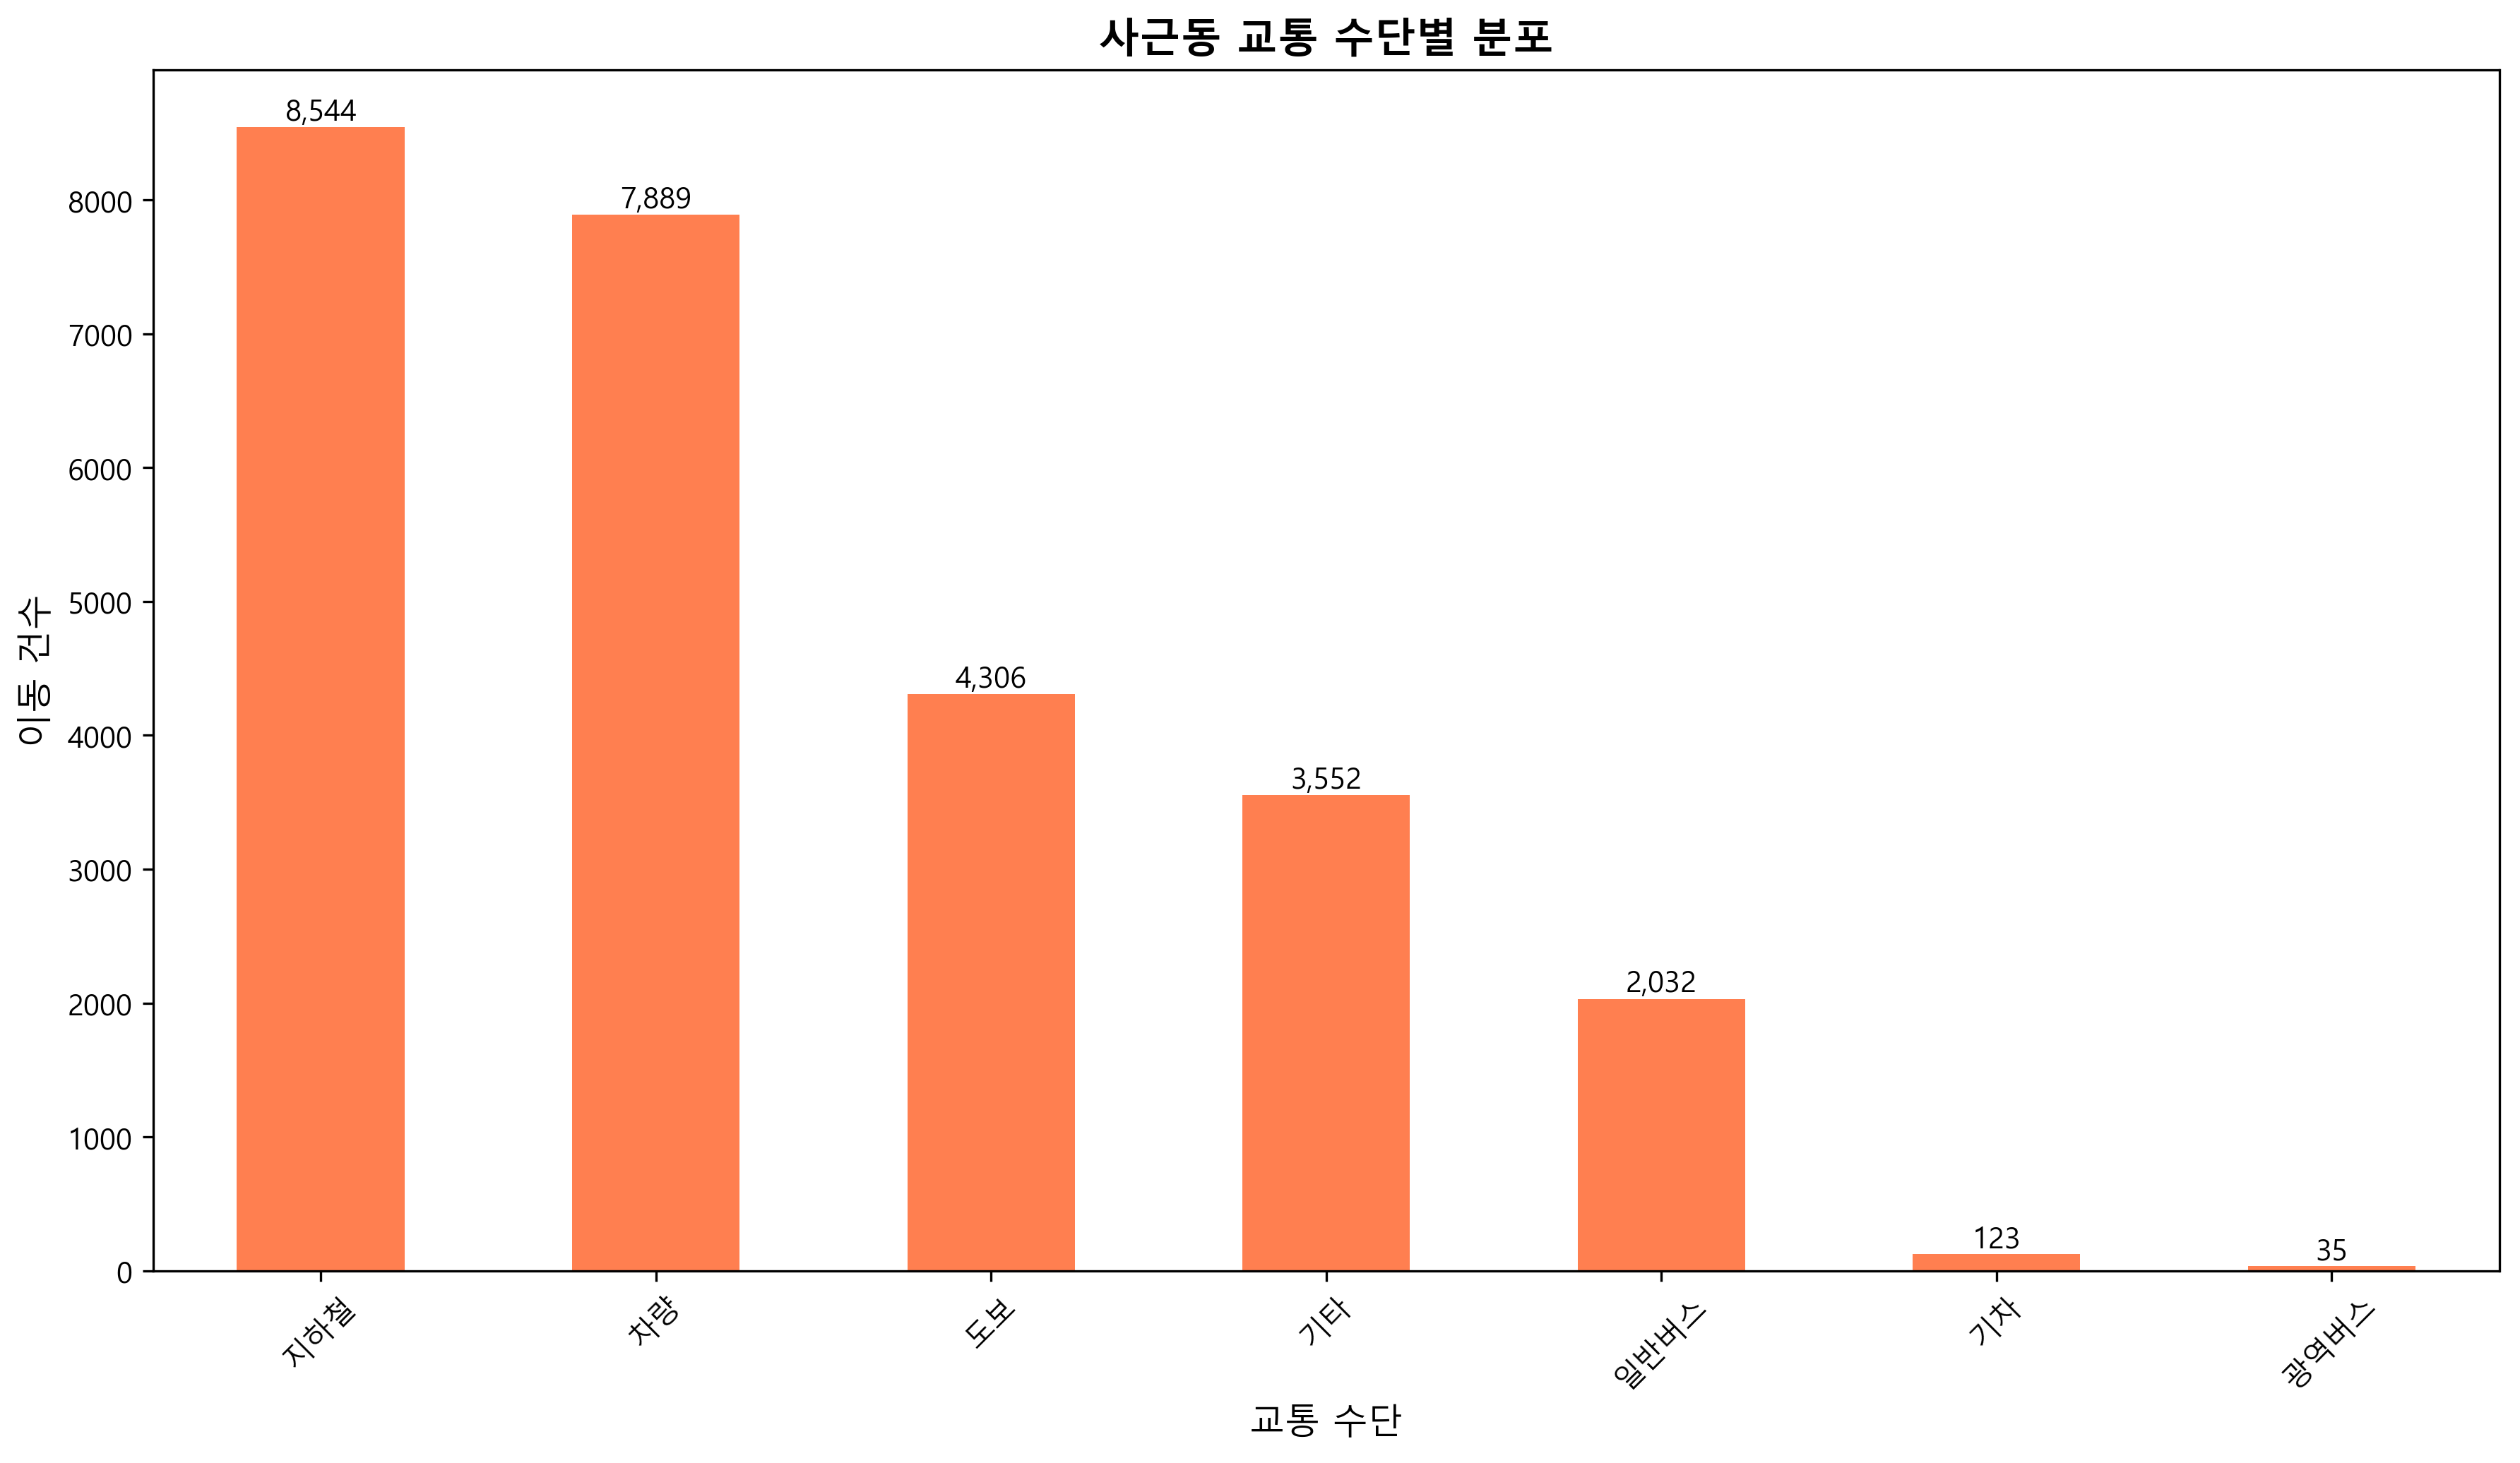 사근동 교통 수단별 분포
8,544
7,889
4,306
3,552
2,032
123
35
8000
7000
6000
5000
4000
3000
2000
1000
0
이동 건수
지하철
차량
도보
기타
일반버스
기차
광역버스
교통 수단